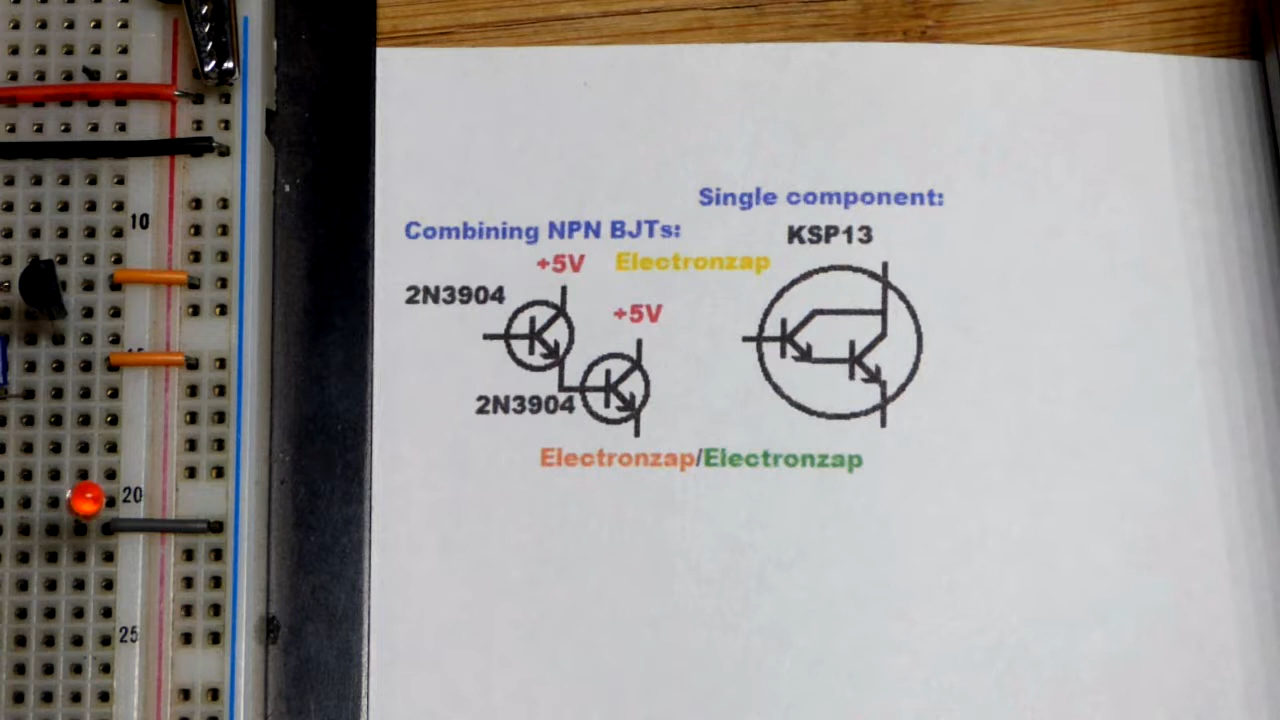 10
20
25
Single component:
KSP13
Combining NPN BJTs:
+5V Electronzap
2N3904
+5V
2N3904
Electronzap/Electronzap